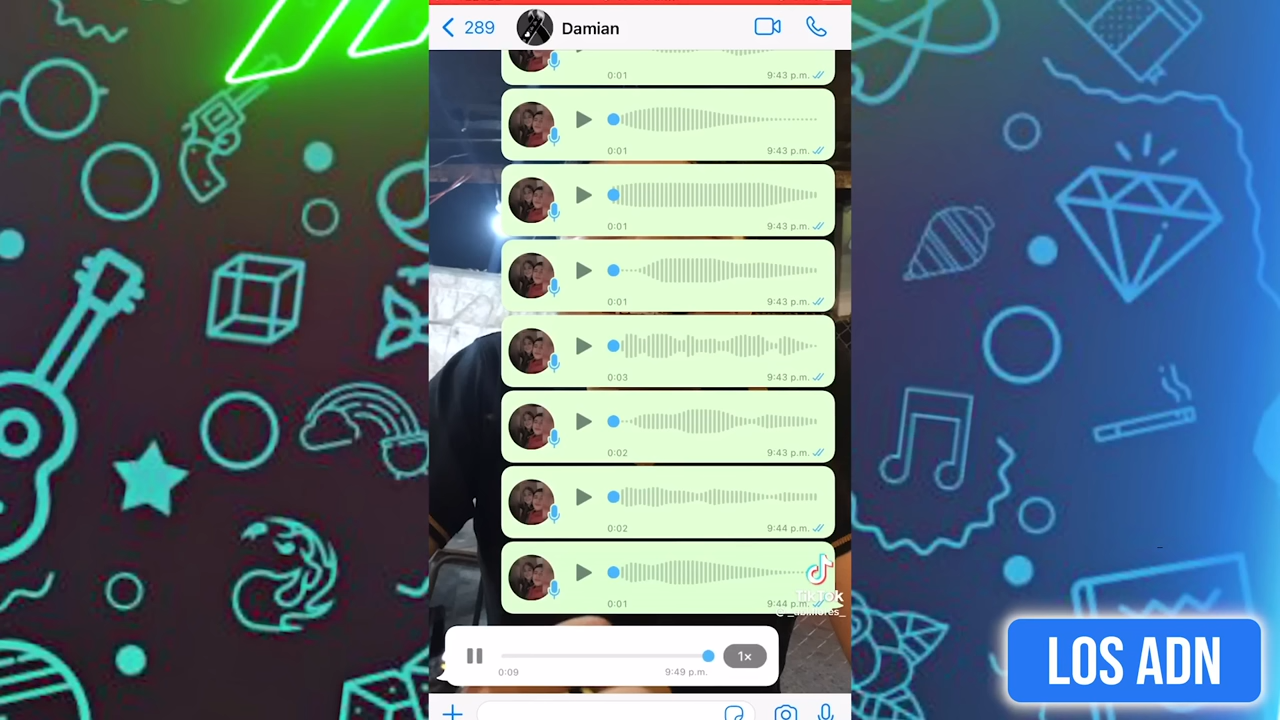 289 Damian
0:01 9:43 p.m.
0:01 9:43 p.m.
0:01 9:43 p.m.
0:01 9:43 p.m.
0:03 9:43 p.m.
0:02 9:43 p.m.
0:02 9:44 p.m.
0:01 9:44 p.m.
TikTok
1×
0:09 9:49 p.m.
LOS ADN